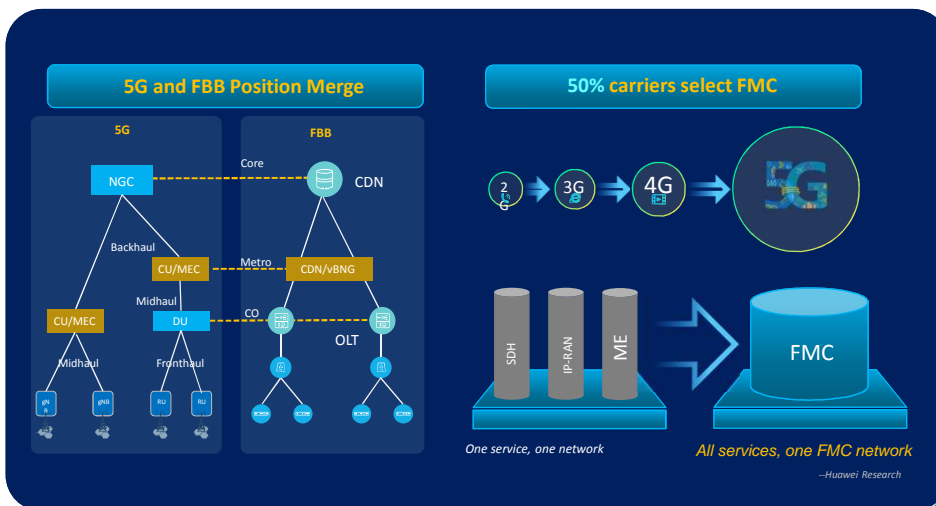 5G and FBB Position Merge
50% carriers select FMC
5G
FBB
Core
NGC
CDN
Backhaul
CU/MEC
Metro
CDN/vBNG
Midhaul
CU/MEC
DU
CO
OLT
Midhaul
Fronthaul
gN
gNB
RU
RU
2
G
3G
4G
5G
SDH
IP-RAN
ME
FMC
One service, one network
All services, one FMC network
--Huawei Research